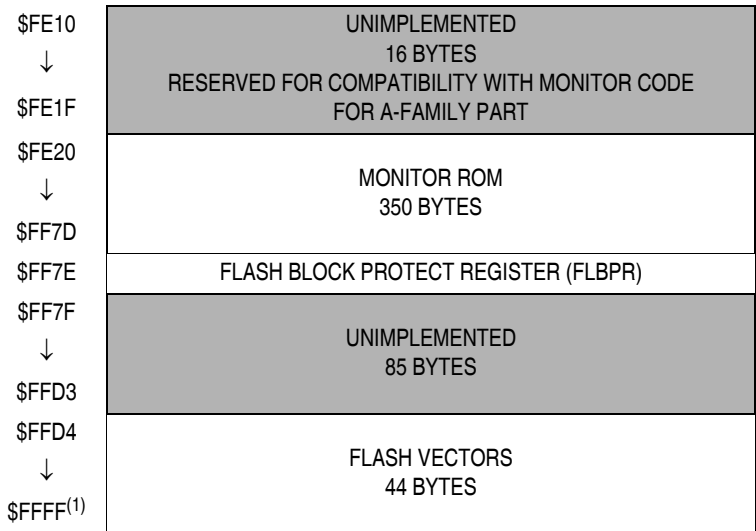 $FE10
↓
$FE1F
UNIMPLEMENTED
16 BYTES
RESERVED FOR COMPATIBILITY WITH MONITOR CODE
FOR A-FAMILY PART
$FE20
↓
$FF7D
MONITOR ROM
350 BYTES
$FF7E
FLASH BLOCK PROTECT REGISTER (FLBPR)
$FF7F
↓
$FFD3
UNIMPLEMENTED
85 BYTES
$FFD4
↓
$FFFF(1)
FLASH VECTORS
44 BYTES